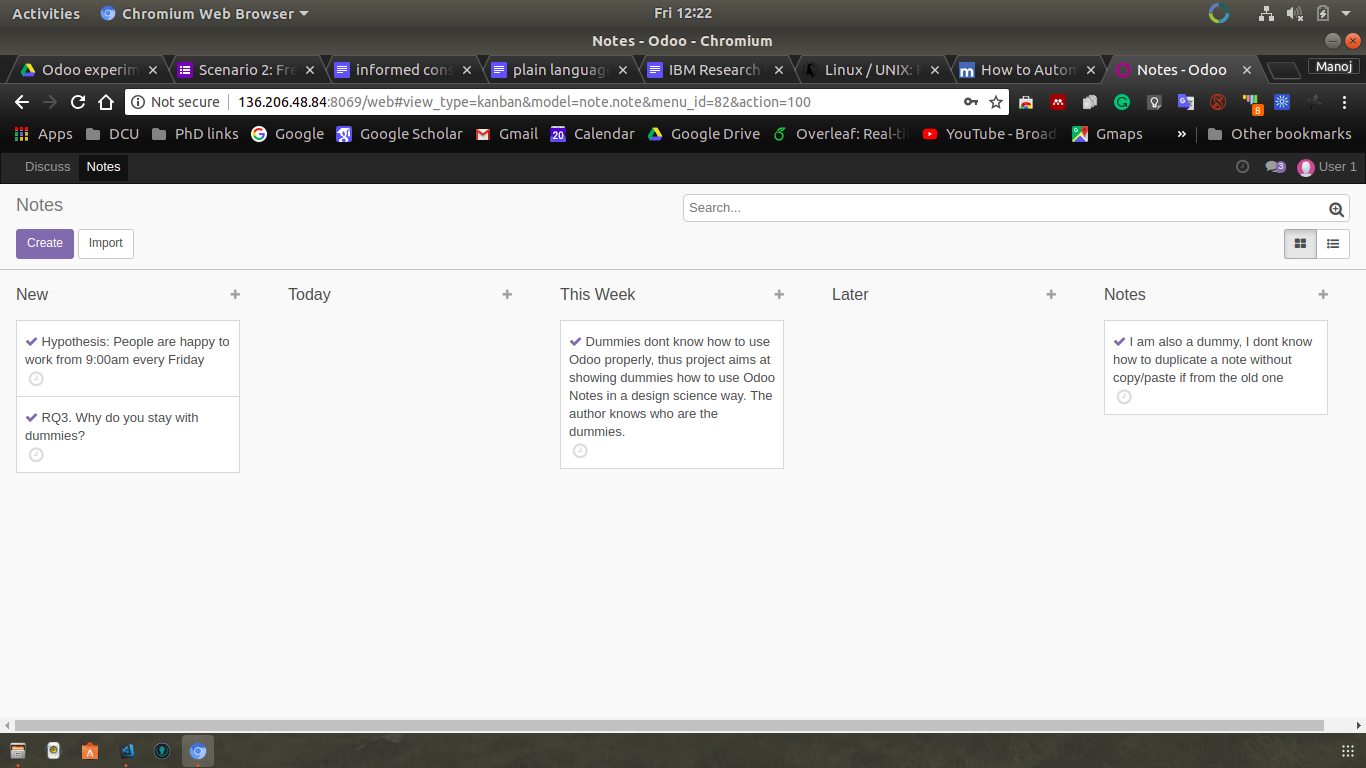 Activities Chromium Web Browser Fri 12:22
Notes - Odoo - Chromium
Odoo experim Scenario 2: Fre informed cons plain language IBM Research Linux / UNIX: How to Autom Notes - Odoo Manoj
Not secure 136.206.48.84:8069/web#view_type=kanban&model=note.note&menu_id=82&action=100 8
Apps DCU PhD links Google Google Scholar Gmail 20 Calendar Google Drive Overleaf: Real-ti YouTube - Broad Gmaps » Other bookmarks
Discuss Notes 3 User 1
Notes Search...
Create Import
New Today This Week Later Notes
Hypothesis: People are happy to
work from 9:00am every Friday
RQ3. Why do you stay with
dummies?
Dummies dont know how to use
Odoo properly, thus project aims at
showing dummies how to use Odoo
Notes in a design science way. The
author knows who are the
dummies.
I am also a dummy, I dont know
how to duplicate a note without
copy/paste if from the old one